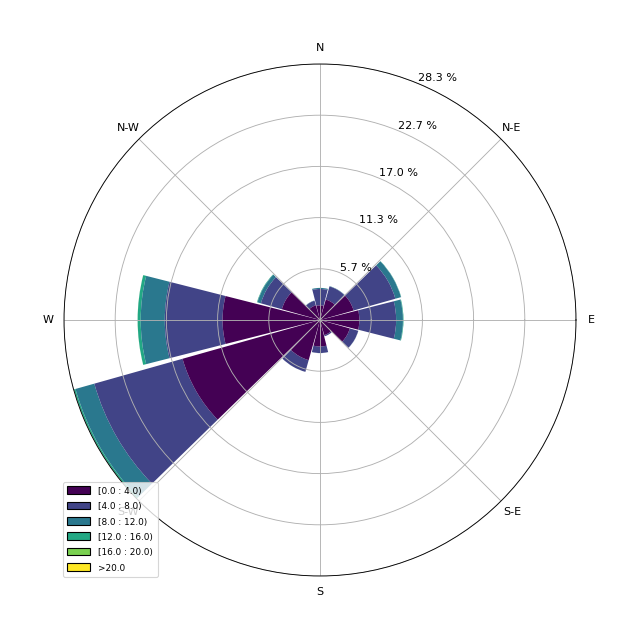 N
28.3 %
N-W
22.7 %
N-E
17.0 %
11.3 %
5.7 %
W
E
[0.0 : 4.0)
[4.0 : 8.0)
S-W
S-E
[8.0 : 12.0)
[12.0 : 16.0)
[16.0 : 20.0)
>20.0
S